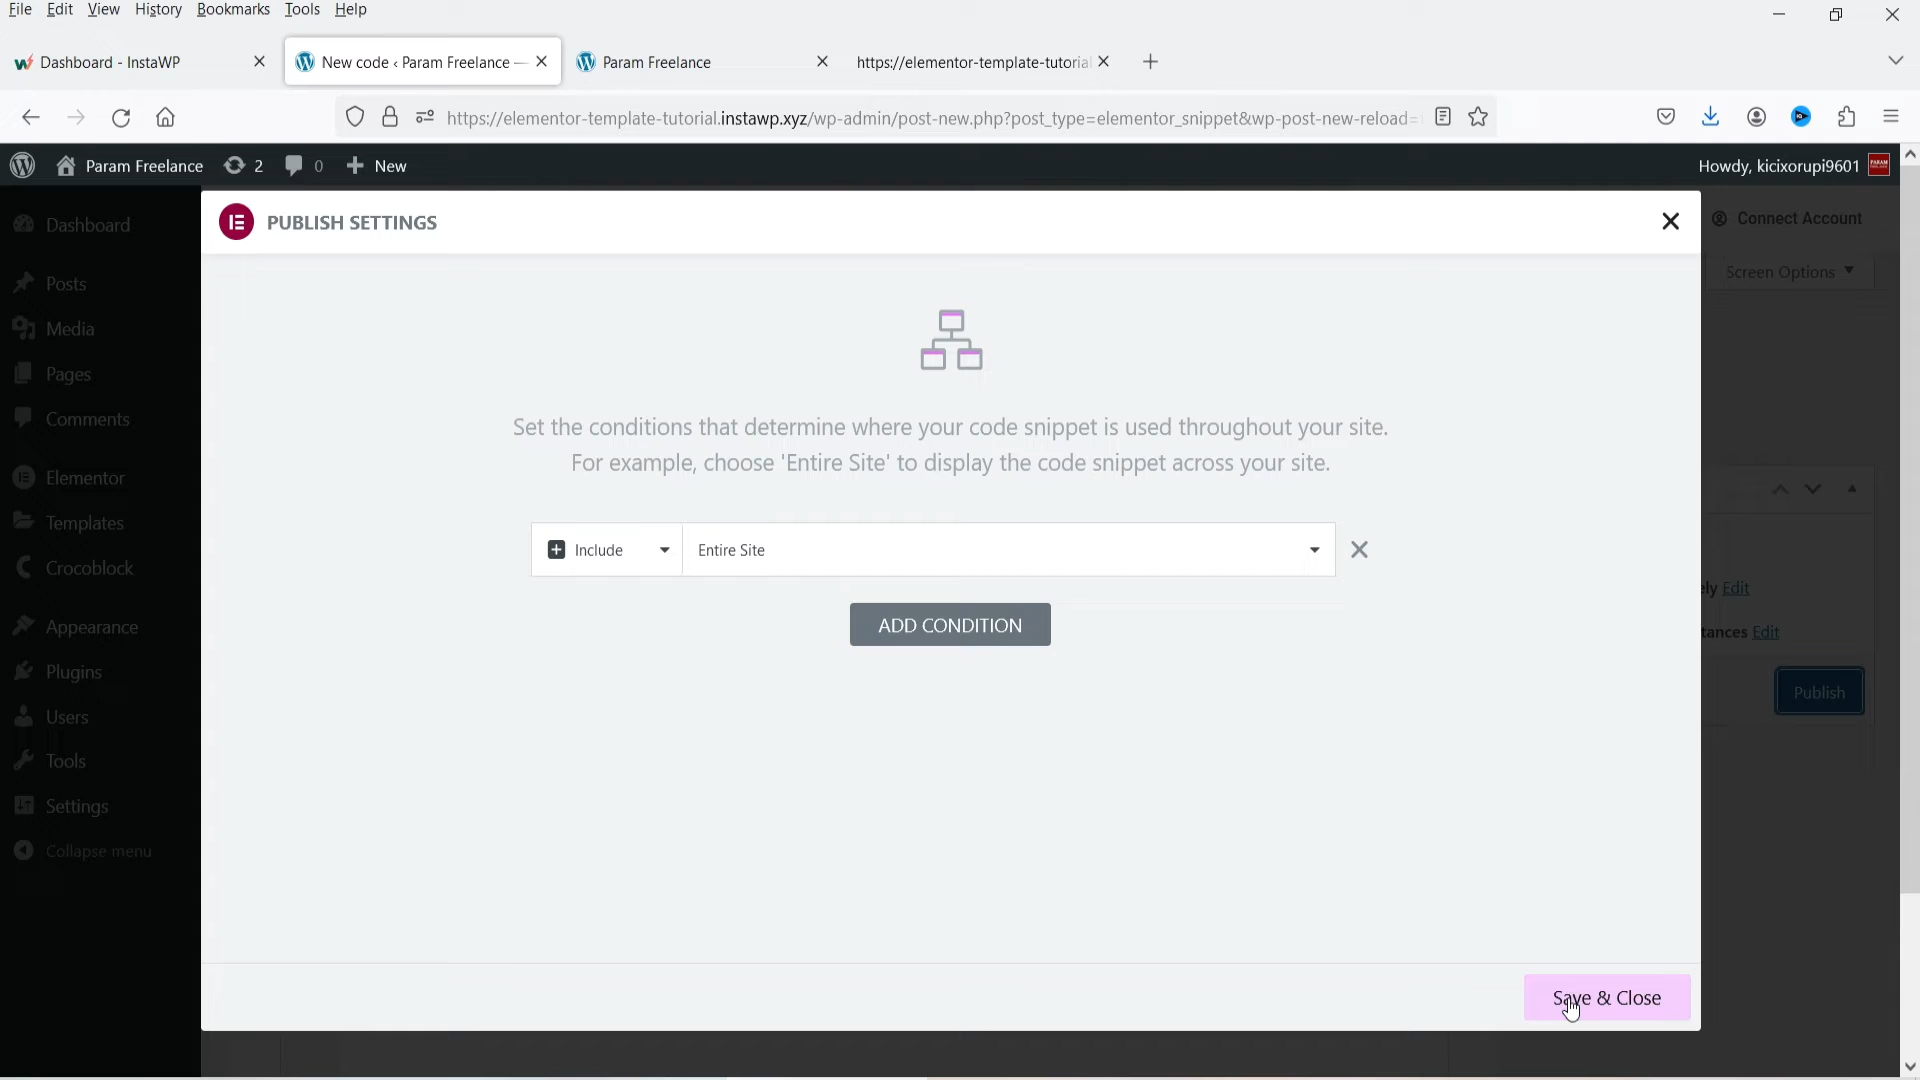 File Edit View History Bookmarks Tools Help
Dashboard - InstaWP
New code ‹ Param Freelance —
Param Freelance
https://elementor-template-tutorial
https://elementor-template-tutorial.instawp.xyz/wp-admin/post-new.php?post_type=elementor_snippet&wp-post-new-reload=
Param Freelance 2 0 New
Howdy, kicixorupi9601
PUBLISH SETTINGS
Connect Account
Screen Options
Dashboard
Posts
Media
Pages
Comments
Elementor
Templates
Crocoblock
Appearance
Plugins
Users
Tools
Settings
Collapse menu
Set the conditions that determine where your code snippet is used throughout your site.
For example, choose 'Entire Site' to display the code snippet across your site.
Include
Entire Site
ADD CONDITION
ely Edit
tances Edit
Publish
Save & Close